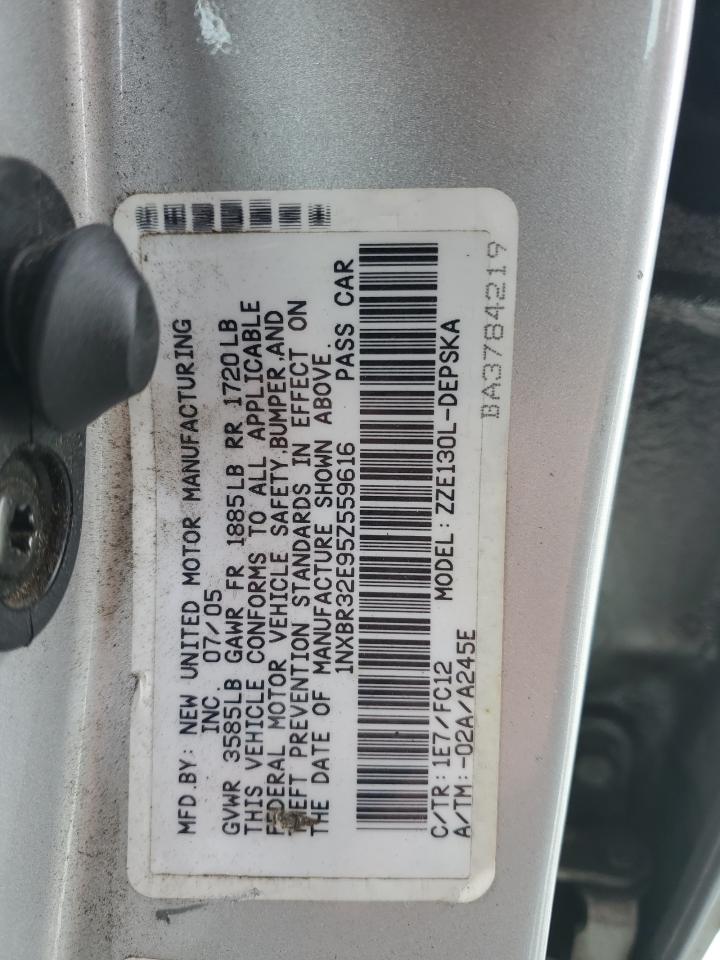 MFD.BY: NEW UNITED MOTOR MANUFACTURING
INC. 07/05
GVWR 3585LB GAWR FR 1885LB RR 1720LB
THIS VEHICLE CONFORMS TO ALL APPLICABLE
FEDERAL MOTOR VEHICLE SAFETY,BUMPER,AND
THEFT PREVENTION STANDARDS IN EFFECT ON
THE DATE OF MANUFACTURE SHOWN ABOVE.
1NXBR32E95Z559616 PASS CAR
C/TR:1E7/FC12 MODEL:ZZE130L-DEPSKA
A/TM:-02A/A245E
BA3784219